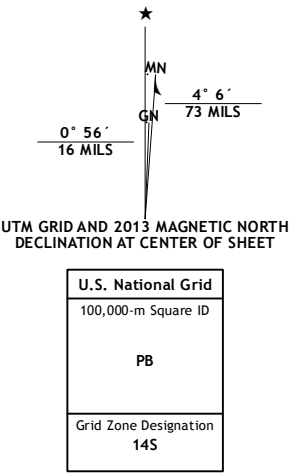 ★
MN
GN
4° 6´
73 MILS
0° 56´
16 MILS
UTM GRID AND 2013 MAGNETIC NORTH
DECLINATION AT CENTER OF SHEET
U.S. National Grid
100,000-m Square ID
PB
Grid Zone Designation
14S